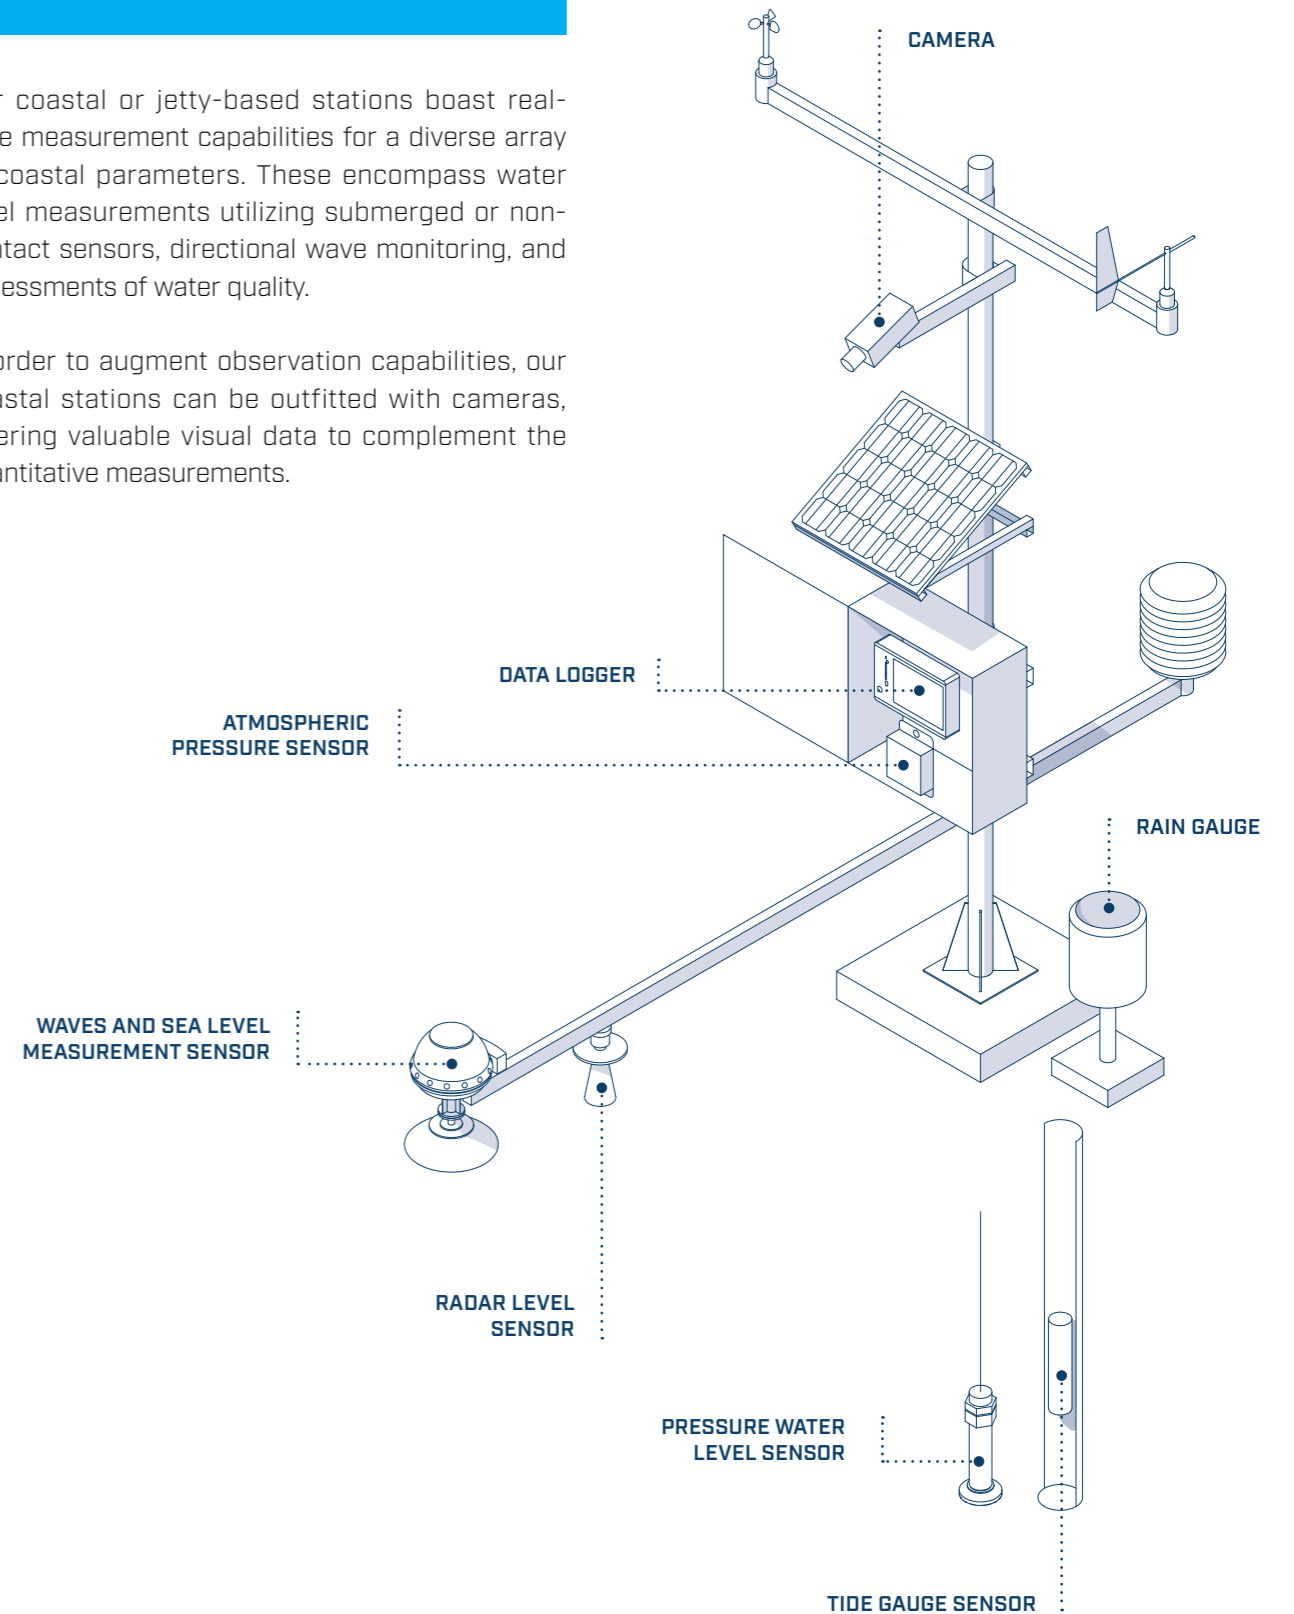 r coastal or jetty-based stations boast real-
e measurement capabilities for a diverse array
coastal parameters. These encompass water
el measurements utilizing submerged or non-
ntact sensors, directional wave monitoring, and
essments of water quality.
order to augment observation capabilities, our
astal stations can be outfitted with cameras,
ering valuable visual data to complement the
antitative measurements.
CAMERA
DATA LOGGER
ATMOSPHERIC
PRESSURE SENSOR
RAIN GAUGE
WAVES AND SEA LEVEL
MEASUREMENT SENSOR
RADAR LEVEL
SENSOR
PRESSURE WATER
LEVEL SENSOR
TIDE GAUGE SENSOR